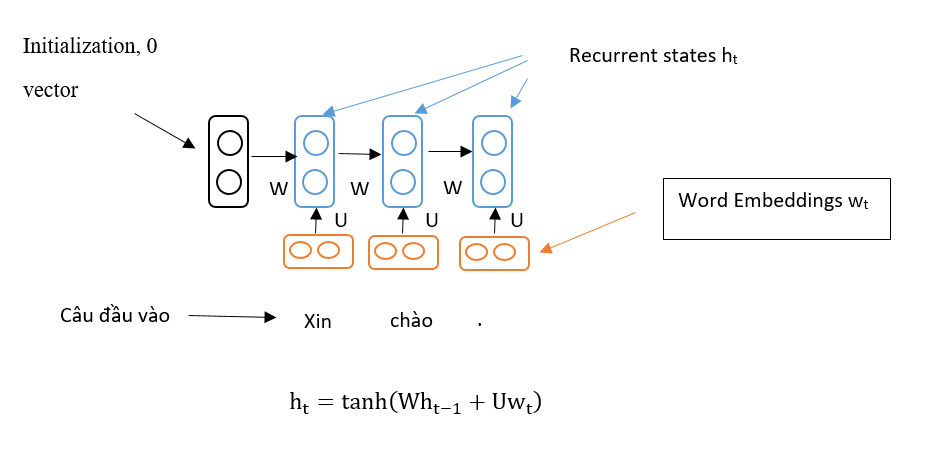 Initialization, 0
vector
Recurrent states hₜ
W W W
U U U
Word Embeddings wₜ
Câu đầu vào
Xin chào .
hₜ = tanh(Whₜ₋₁ + Uwₜ)